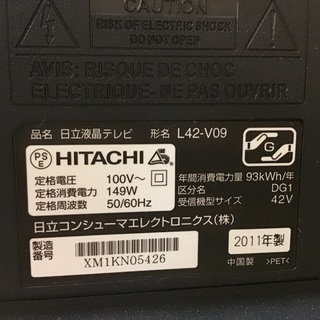 CAUTION
RISK OF ELECTRIC SHOCK
DO NOT OPEN
AVIS: RISQUE DE CHOC
ELECTRIQUE-NE PAS OUVRIR
品名 日立液晶テレビ 形名 L42-V09
PS
E
HITACHI
G
定格電圧 100V~
定格消費電力 149W
定格周波数 50/60Hz
年間消費電力量 93kWh/年
区分名 DG1
受信機型サイズ 42V
日立コンシューマエレクトロニクス(株)
製造
番号
XM1KN05426
2011年製
中国製 >PET<